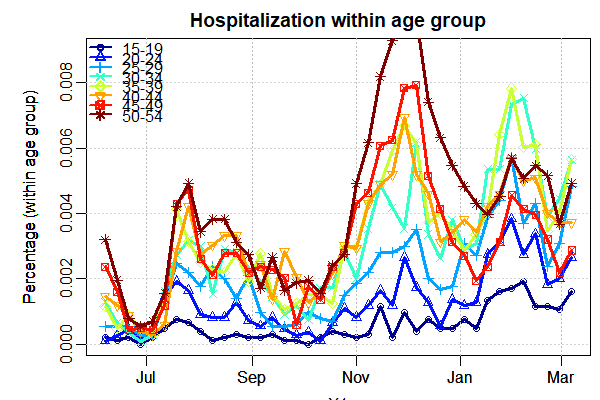 Hospitalization within age group
Percentage (within age group)
0.008
0.006
0.004
0.002
0.000
15-19
20-24
25-29
30-34
35-39
40-44
45-49
50-54
Jul
Sep
Nov
Jan
Mar